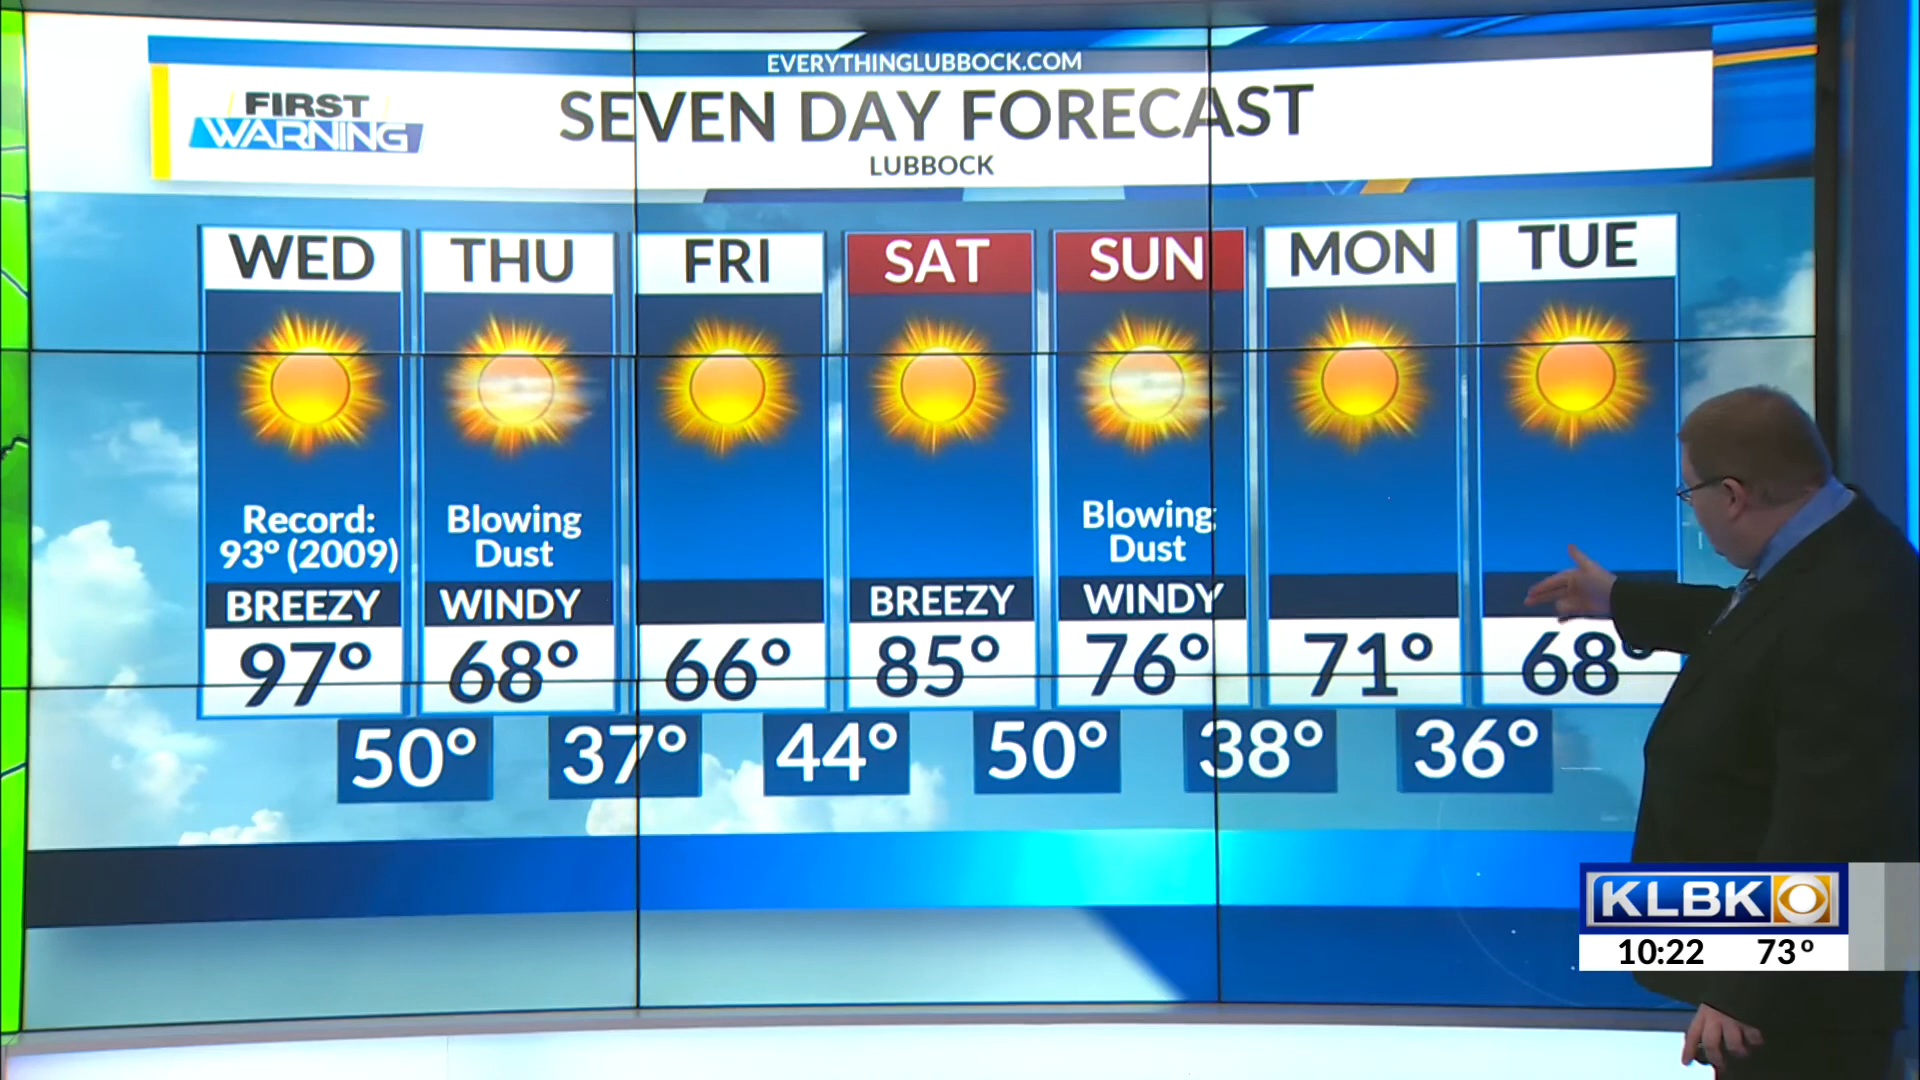 EVERYTHINGLUBBOCK.COM
FIRST
WARNING
SEVEN DAY FORECAST
LUBBOCK
WED
THU
FRI
SAT
SUN
MON
TUE
Record:
93° (2009)
Blowing
Dust
Blowing
Dust
BREEZY
WINDY
BREEZY
WINDY
97°
68°
66°
85°
76°
71°
68°
50°
37°
44°
50°
38°
36°
KLBK
10:22 73°